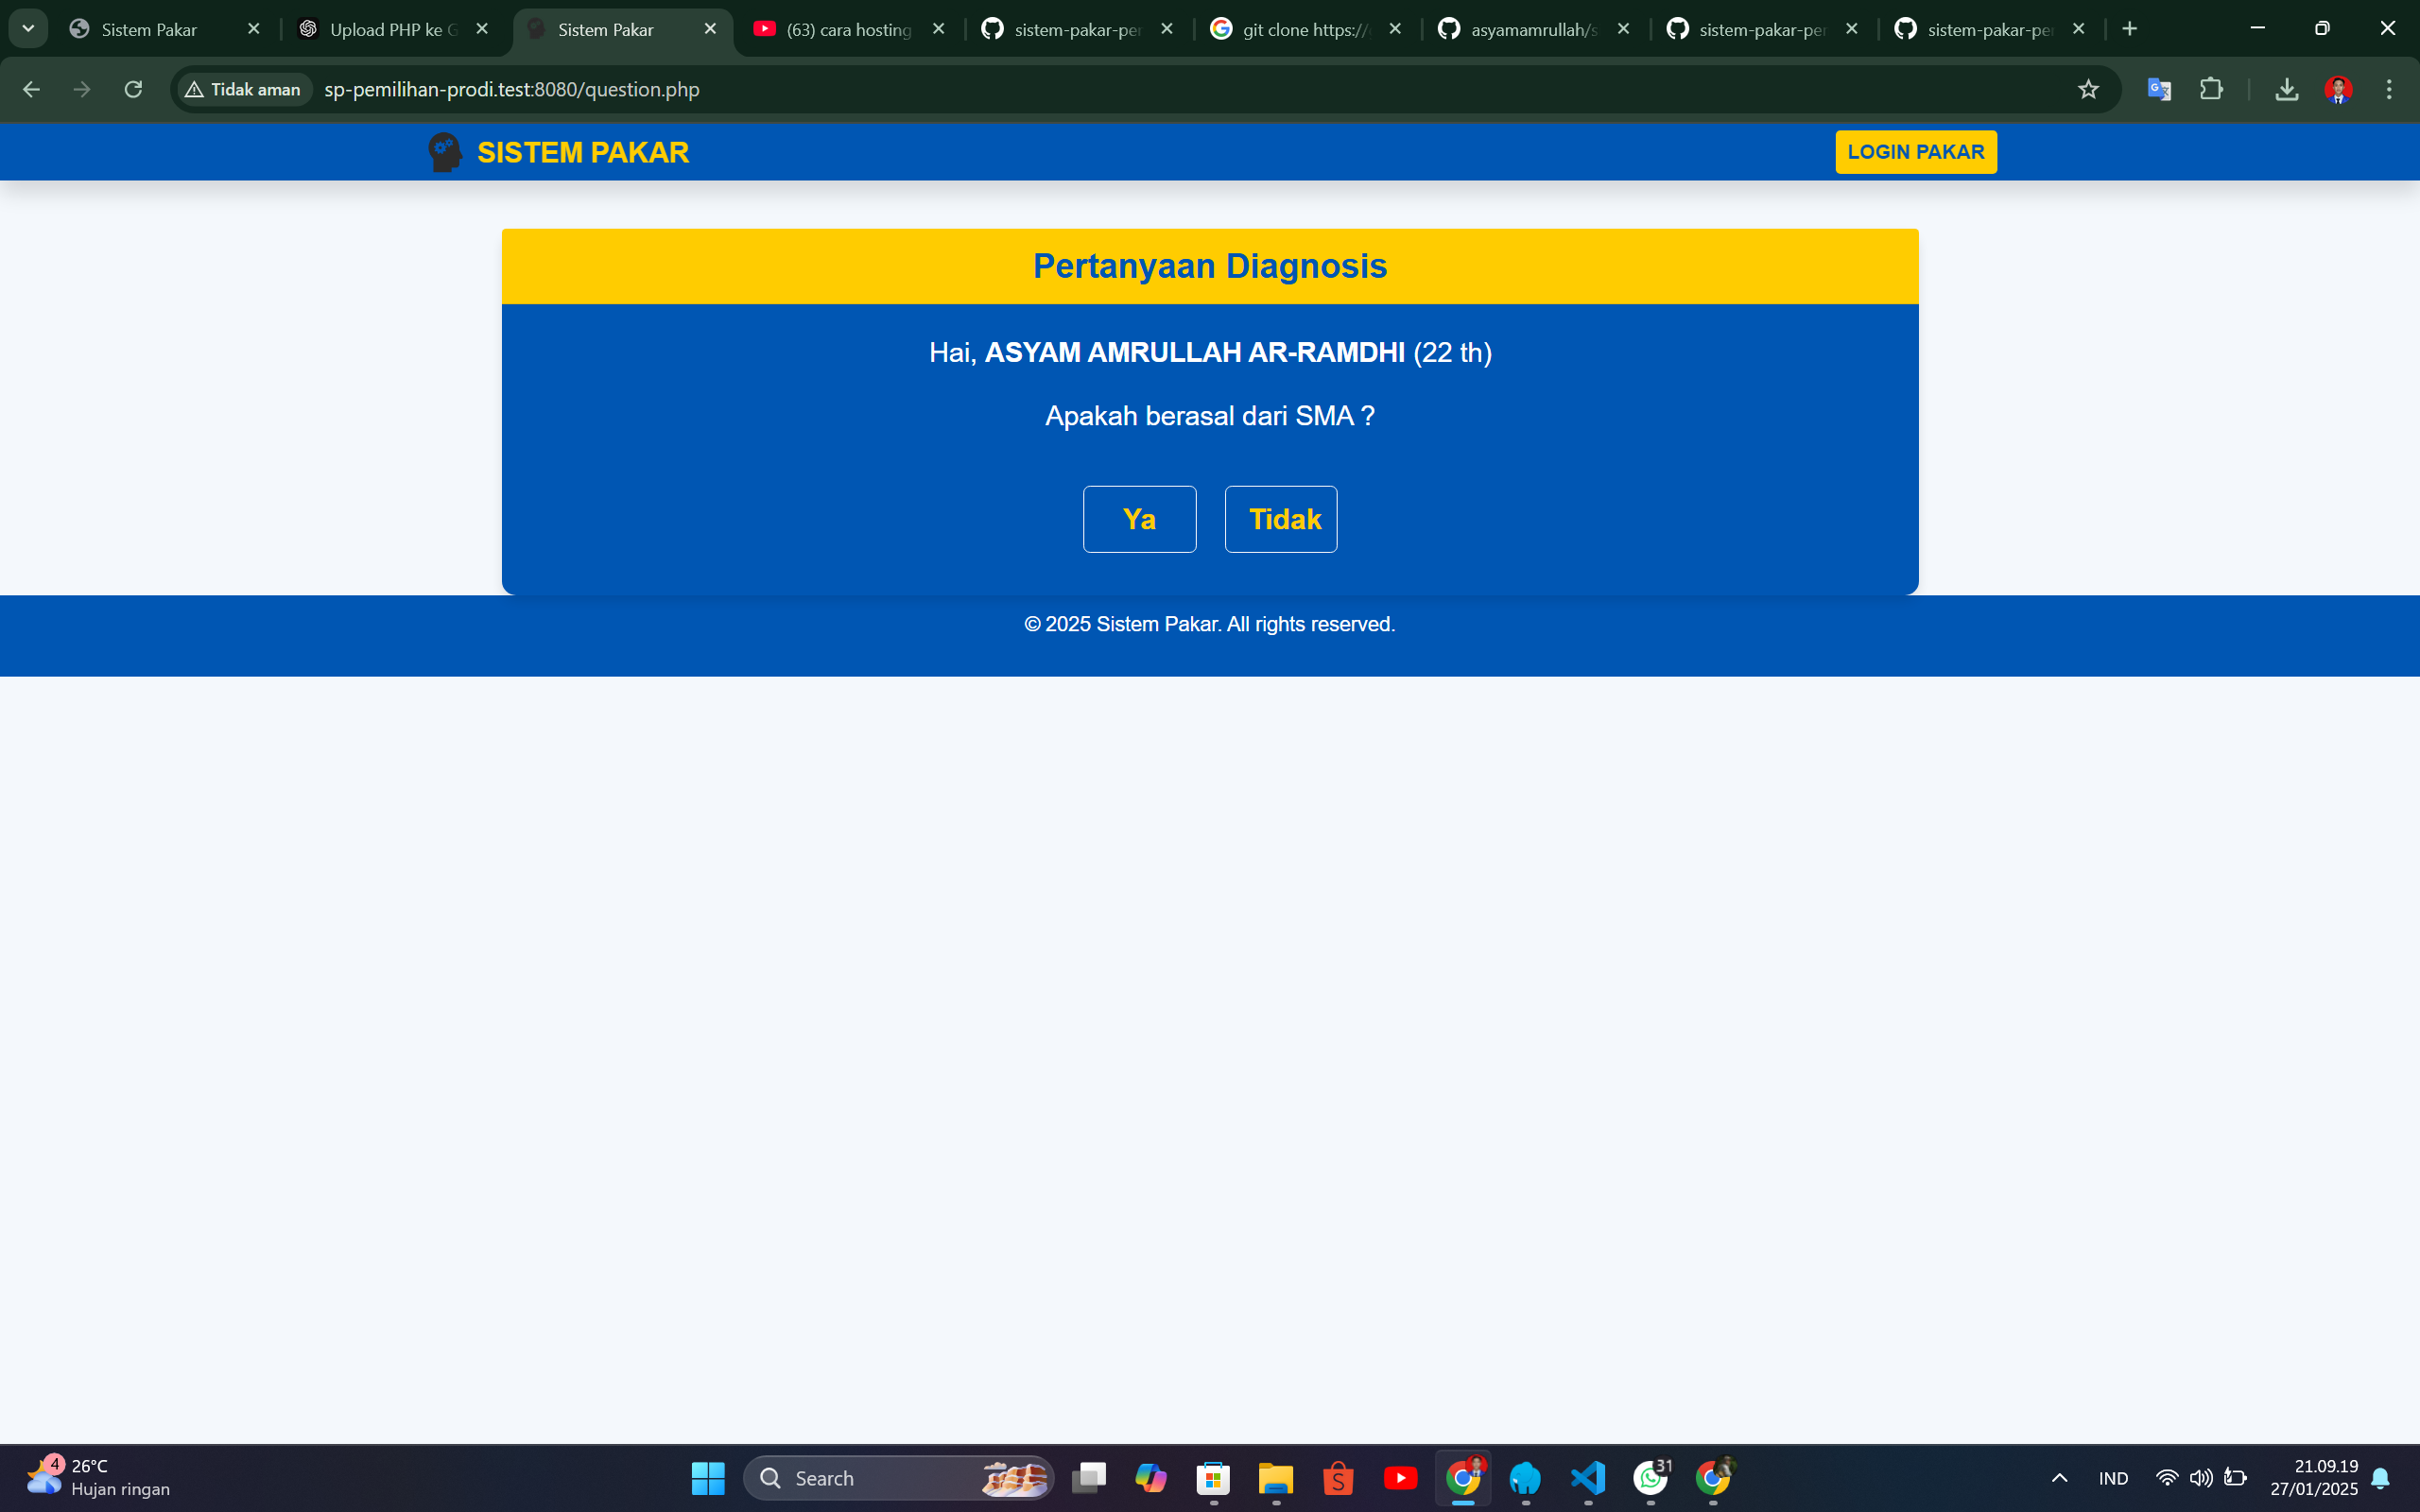 Sistem Pakar
Upload PHP ke G
Sistem Pakar
(63) cara hosting
sistem-pakar-per
git clone https://
asyamamrullah/s
sistem-pakar-per
sistem-pakar-per
Tidak aman
sp-pemilihan-prodi.test:8080/question.php
SISTEM PAKAR
LOGIN PAKAR
Pertanyaan Diagnosis
Hai, ASYAM AMRULLAH AR-RAMDHI (22 th)
Apakah berasal dari SMA ?
Ya
Tidak
© 2025 Sistem Pakar. All rights reserved.
4
26°C
Hujan ringan
Search
31
IND
21.09.19
27/01/2025